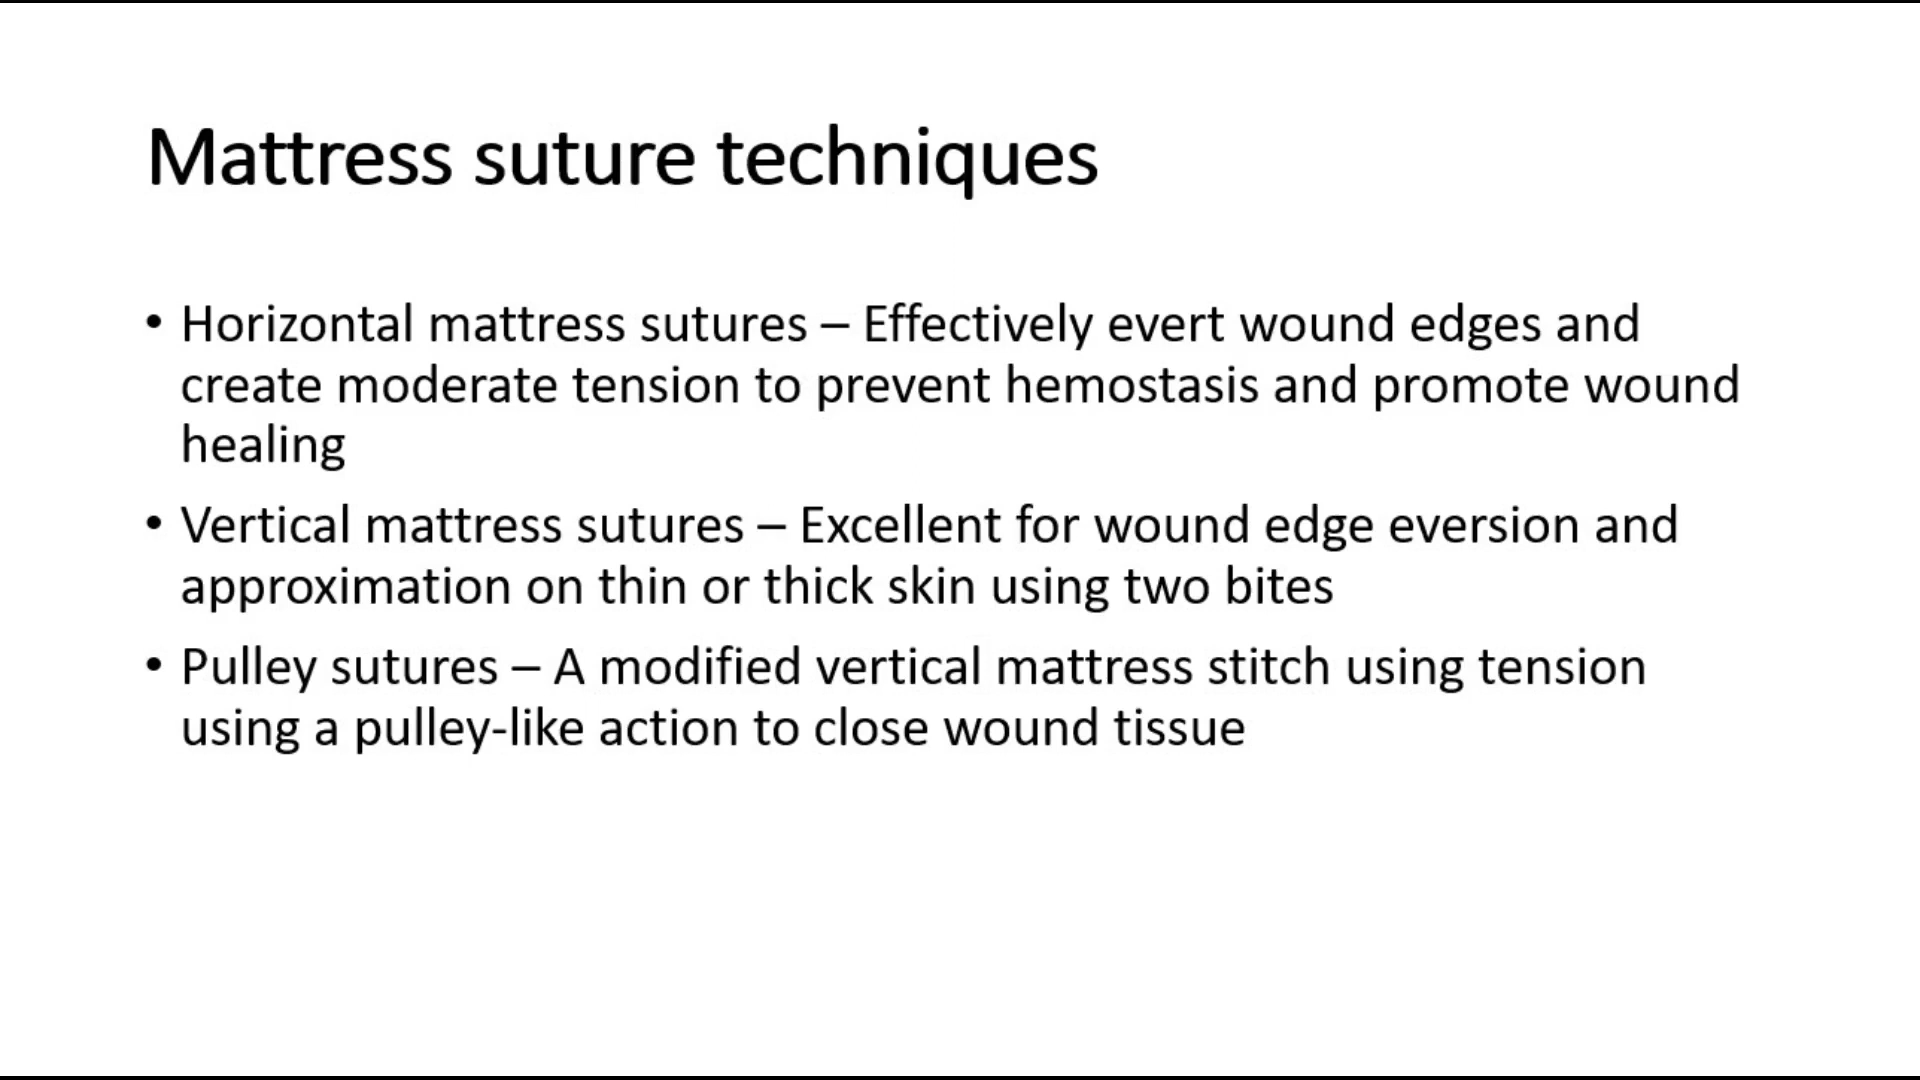 Mattress suture techniques
• Horizontal mattress sutures – Effectively evert wound edges and
create moderate tension to prevent hemostasis and promote wound
healing
• Vertical mattress sutures – Excellent for wound edge eversion and
approximation on thin or thick skin using two bites
• Pulley sutures – A modified vertical mattress stitch using tension
using a pulley-like action to close wound tissue